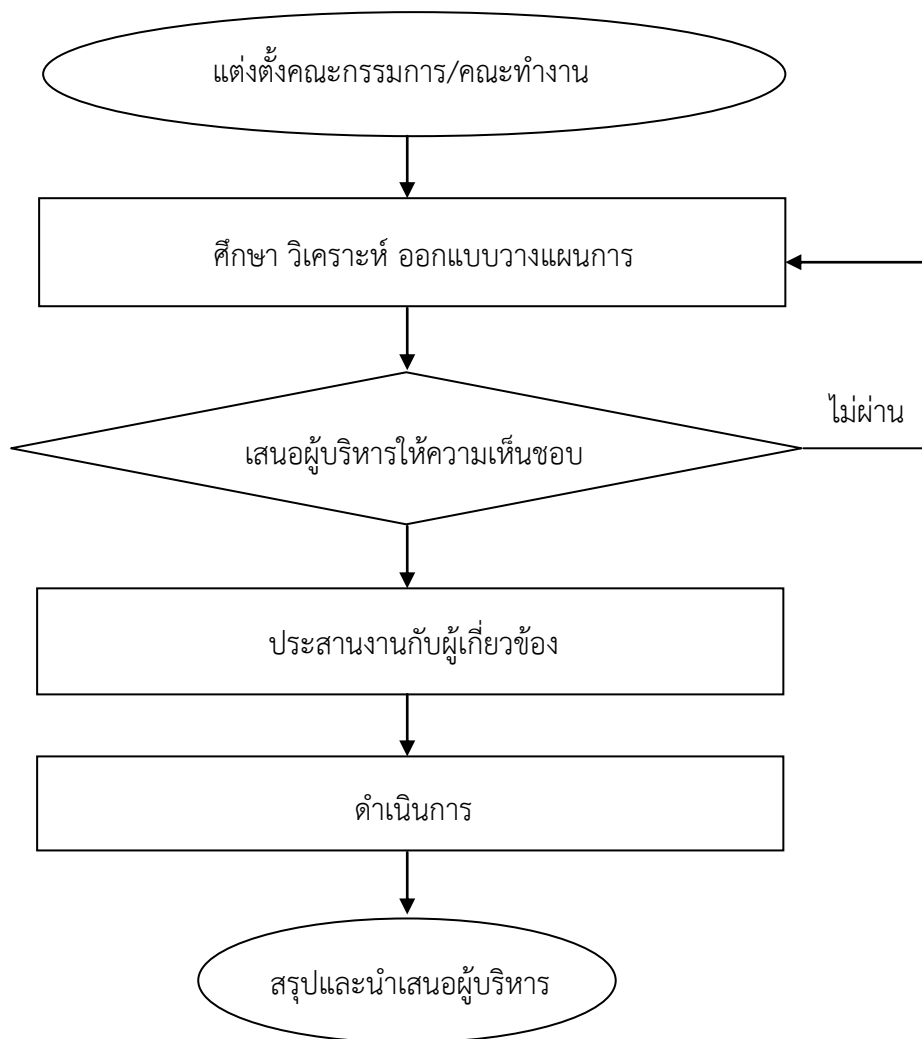 แต่งตั้งคณะกรรมการ/คณะทำงาน
ศึกษา วิเคราะห์ ออกแบบวางแผนการ
ไม่ผ่าน
เสนอผู้บริหารให้ความเห็นชอบ
ประสานงานกับผู้เกี่ยวข้อง
ดำเนินการ
สรุปและนำเสนอผู้บริหาร